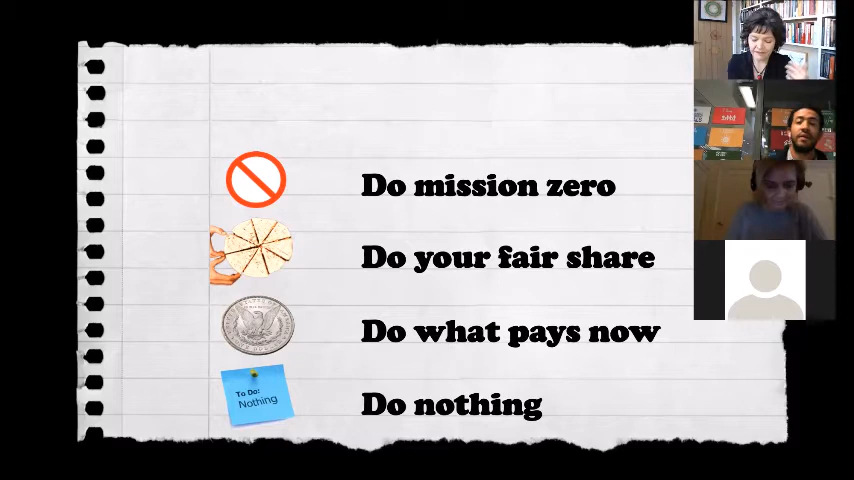 Do mission zero
Do your fair share
Do what pays now
To Do:
Nothing
Do nothing